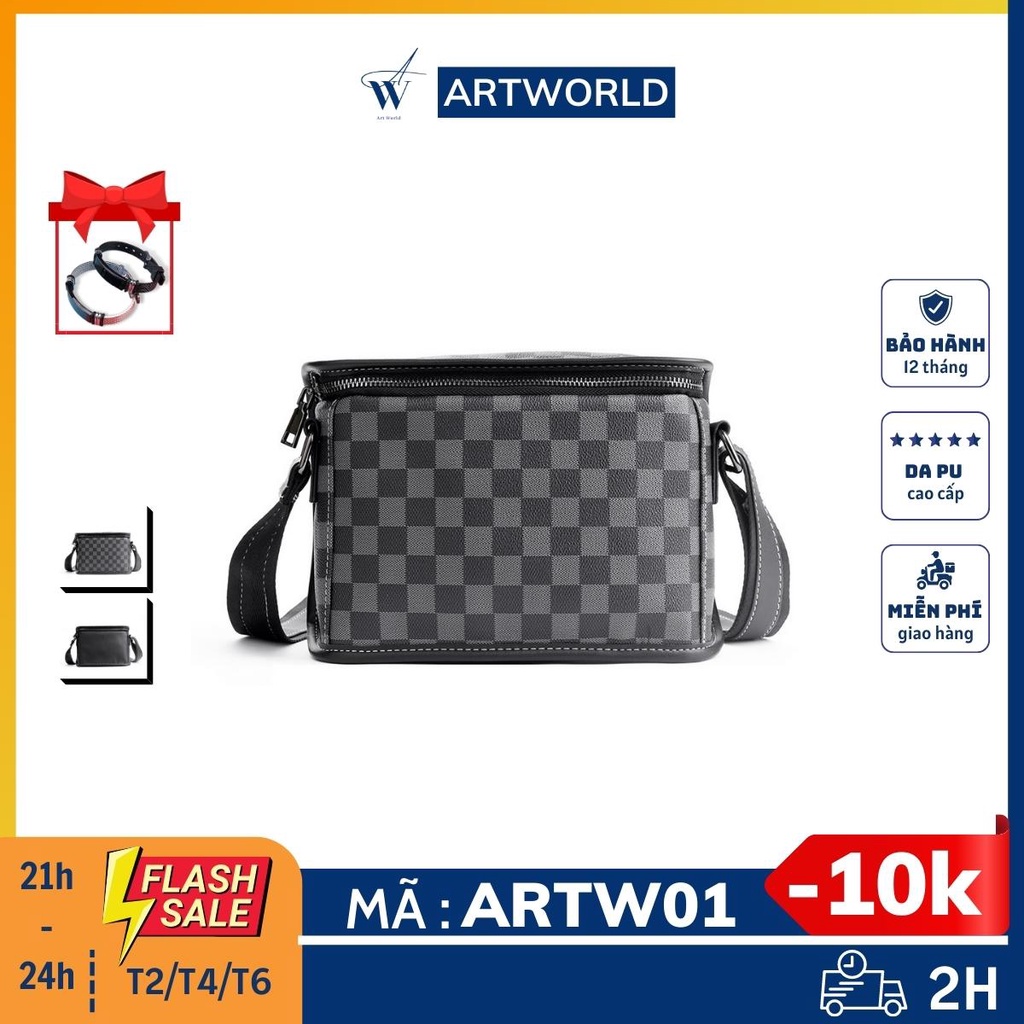 W
Art World
ARTWORLD
BẢO HÀNH
12 tháng
DA PU
cao cấp
MIỄN PHÍ
giao hàng
21h
-
24h
FLASH
SALE
T2/T4/T6
MÃ : ARTW01
-10k
2H